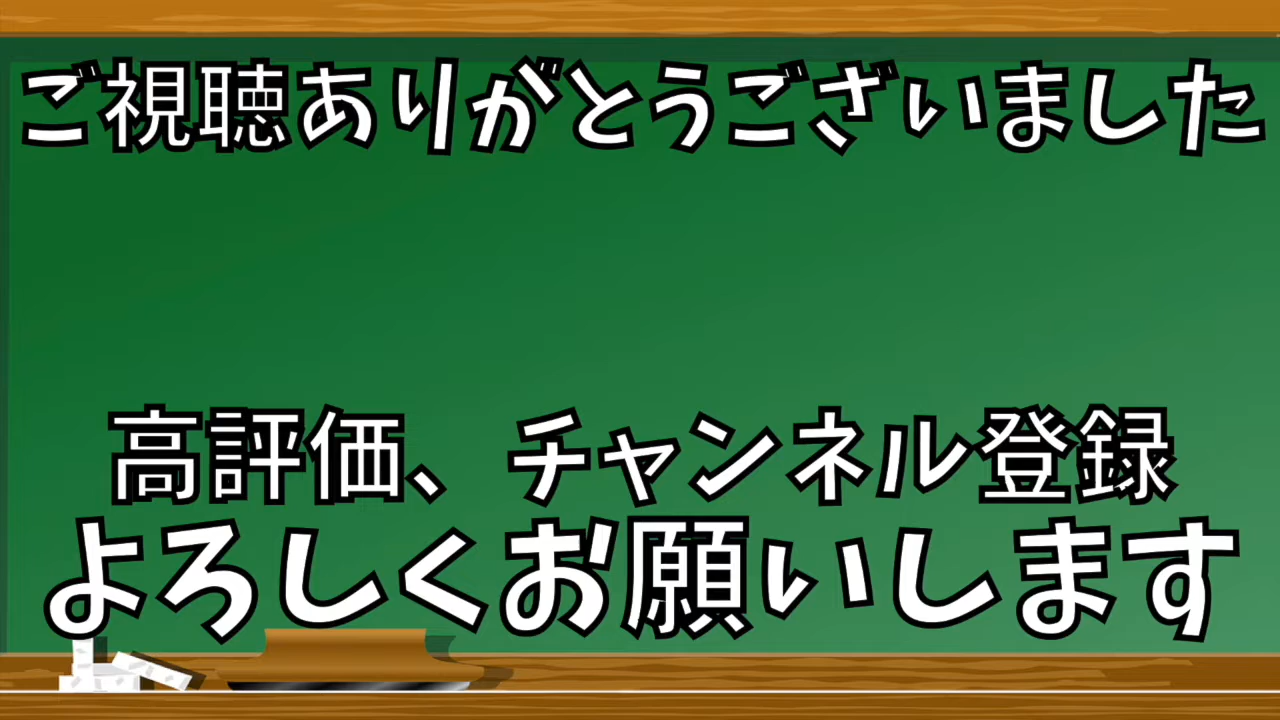 ご視聴ありがとうございました
高評価、チャンネル登録
よろしくお願いします